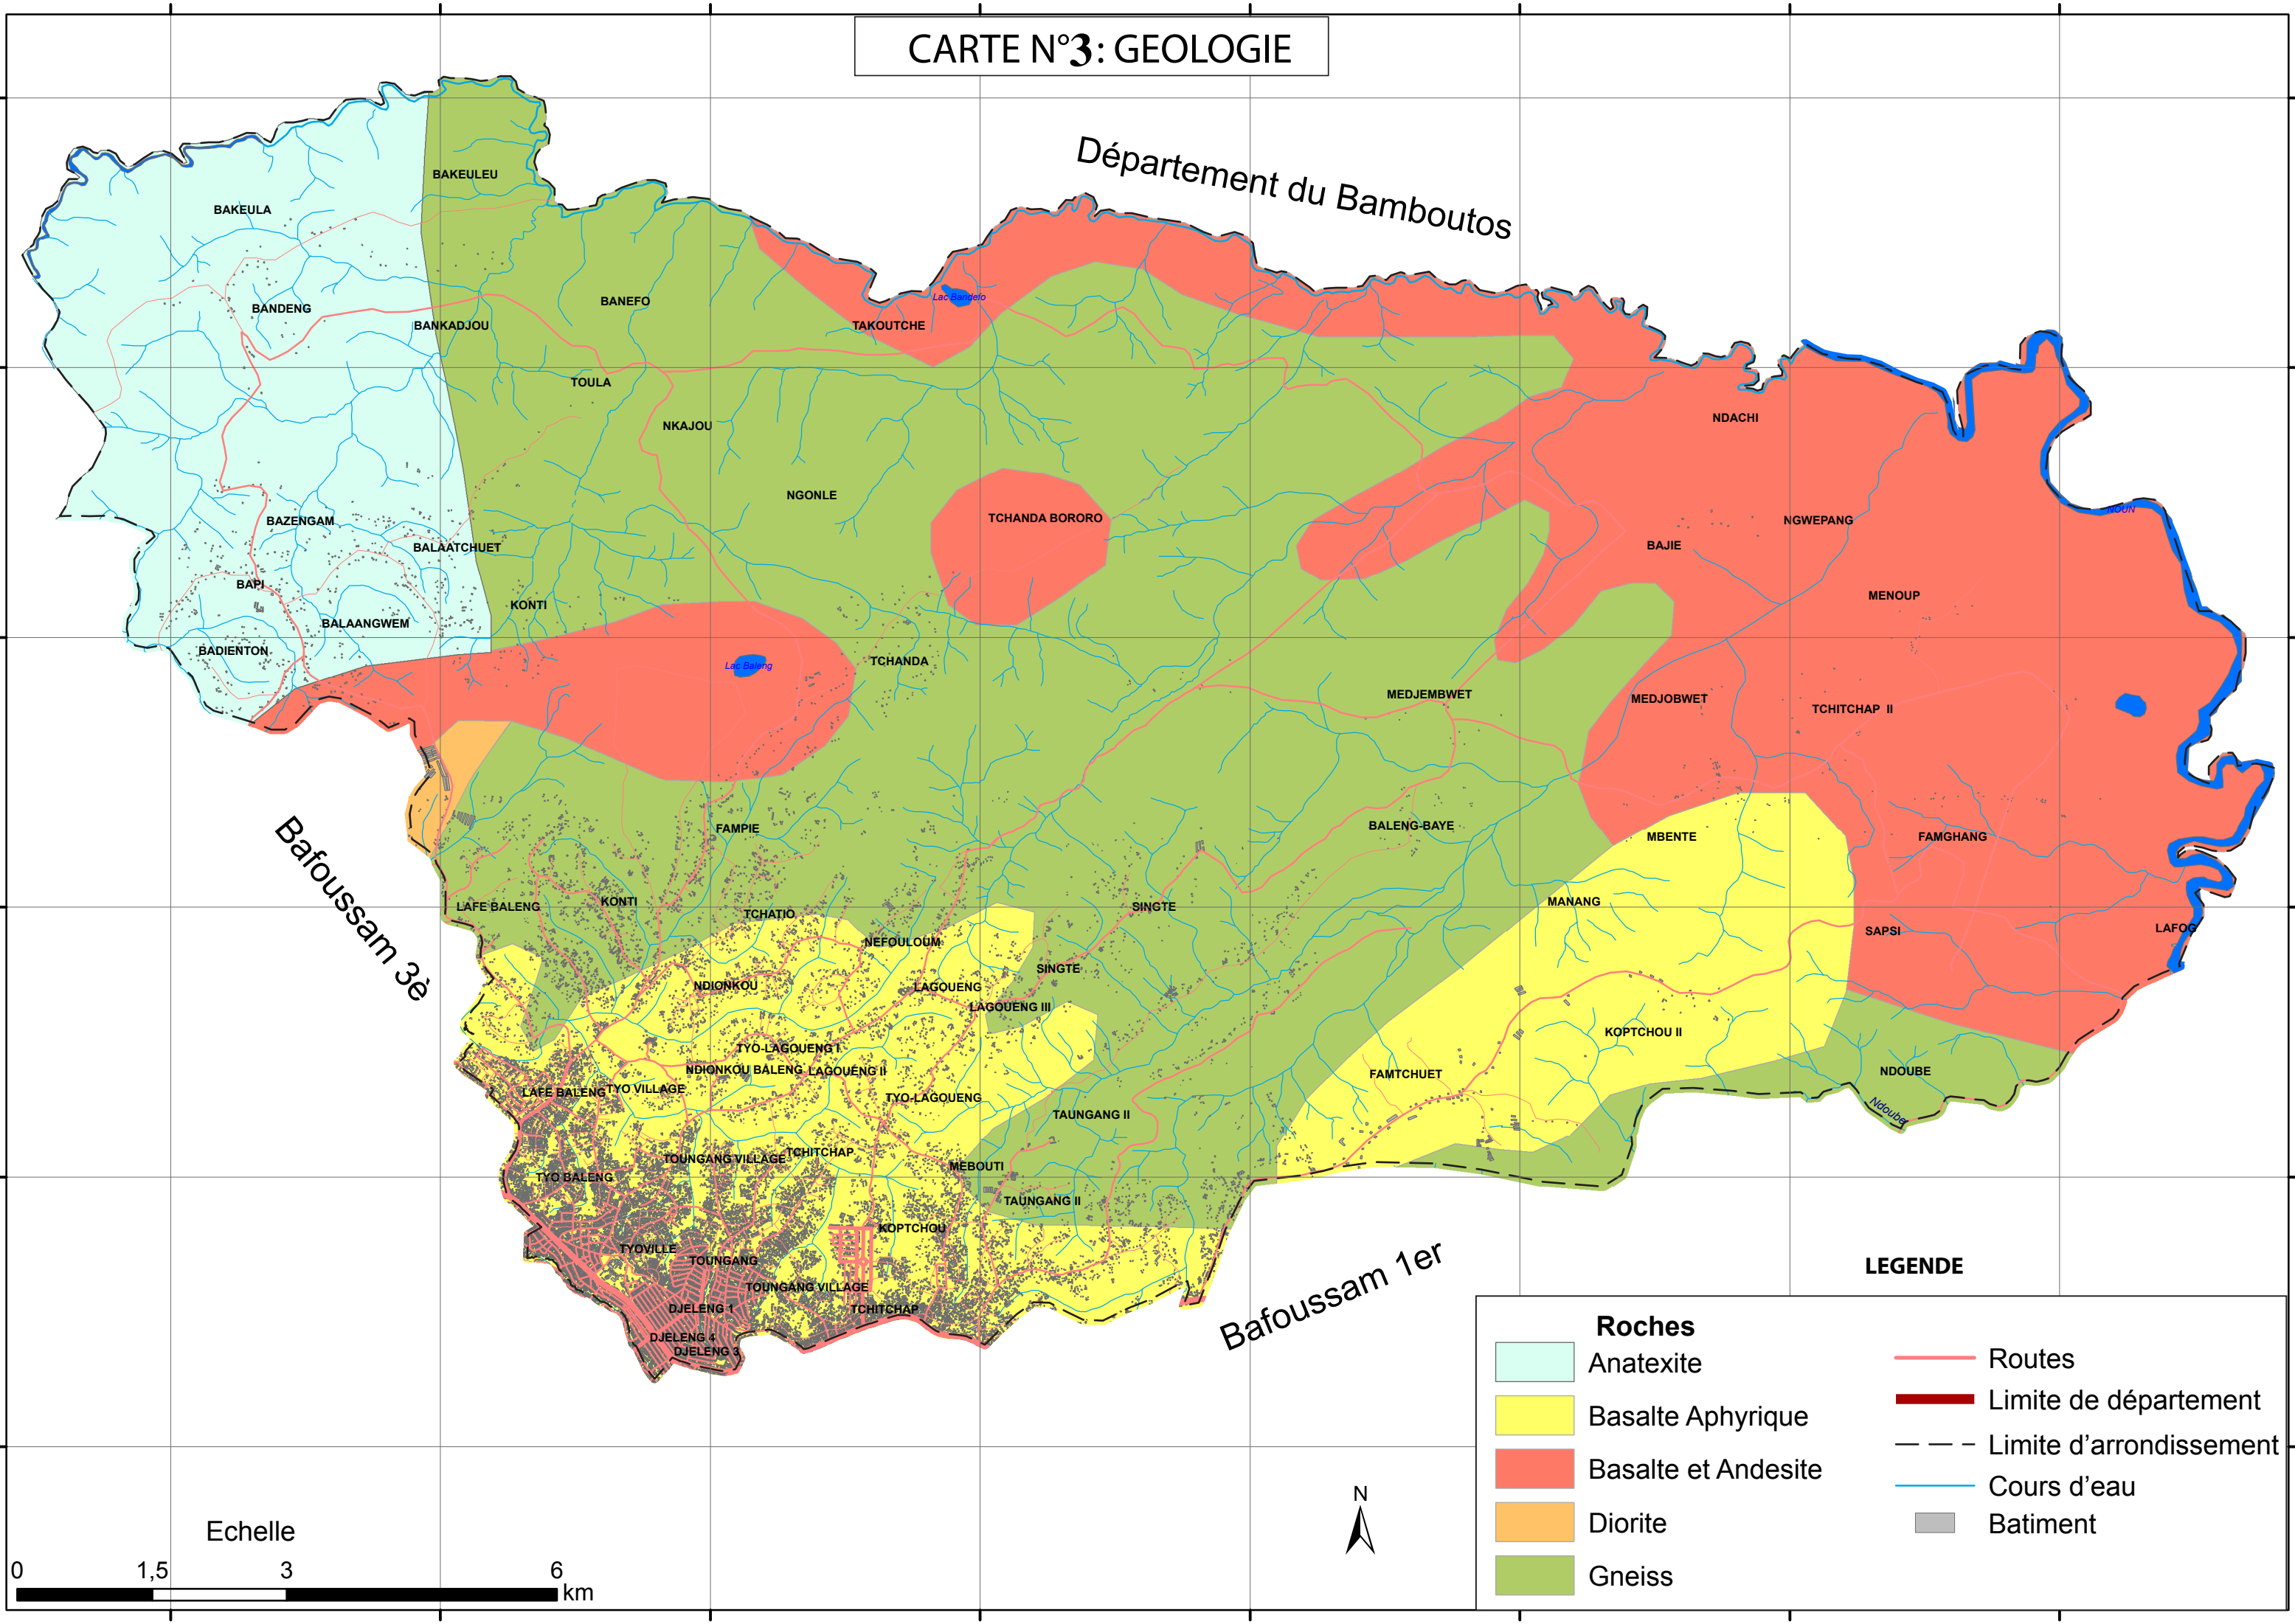 CARTE N°3: GEOLOGIE
Département du Bamboutos
BAKEULEU
BAKEULA
BANDENG
BANEFO
Lac Bandefo
BANKADJOU
TAKOUTCHE
TOULA
NDACHI
NKAJOU
NGONLE
NOUN
TCHANDA BORORO
NGWEPANG
BAZENGAM
BAJIE
BALAATCHUET
BAPI
MENOUP
KONTI
BALAANGWEM
BADIENTON
TCHANDA
Lac Baleng
MEDJEMBWET
MEDJOBWET
TCHITCHAP II
BALENG-BAYE
FAMPIE
MBENTE
FAMGHANG
Bafoussam 3è
KONTI
MANANG
LAFE BALENG
SINGTE
TCHATIO
LAFOG
SAPSI
NEFOULOUM
SINGTE
NDIONKOU
LAGOUENG
LAGOUENG III
KOPTCHOU II
TYO-LAGOUENG I
NDIONKOU BALENG
LAGOUENG II
NDOUBE
FAMTCHUET
TYO VILLAGE
LAFE BALENG
TYO-LAGOUENG
Ndoube
TAUNGANG II
TCHITCHAP
TOUNGANG VILLAGE
MEBOUTI
TYO BALENG
TAUNGANG II
KOPTCHOU
TYOVILLE
TOUNGANG
TOUNGANG VILLAGE
DJELENG 1
TCHITCHAP
DJELENG 4
DJELENG 3
Bafoussam 1er
LEGENDE
Roches
Anatexite
Basalte Aphyrique
Basalte et Andesite
Diorite
Gneiss
Routes
Limite de département
Limite d'arrondissement
Cours d'eau
Batiment
N
Echelle
0 1,5 3 6
km